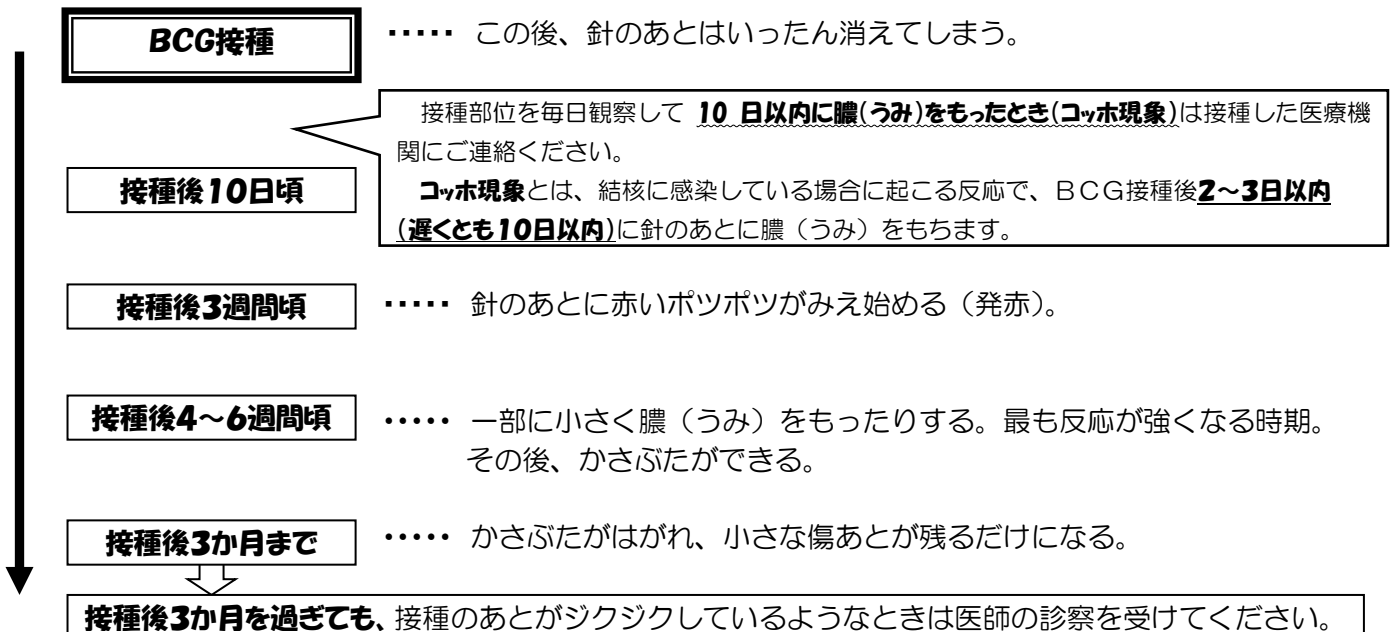 BCG接種 ・・・・・ この後、針のあとはいったん消えてしまう。
接種部位を毎日観察して 10 日以内に膿(うみ)をもったとき(コッホ現象)は接種した医療機
関にご連絡ください。
接種後10日頃
コッホ現象とは、結核に感染している場合に起こる反応で、BCG接種後2～3日以内
(遅くとも10日以内)に針のあとに膿（うみ）をもちます。
接種後3週間頃 ・・・・・ 針のあとに赤いポツポツがみえ始める（発赤）。
接種後4～6週間頃 ・・・・・ 一部に小さく膿（うみ）をもったりする。最も反応が強くなる時期。
その後、かさぶたができる。
接種後3か月まで ・・・・・ かさぶたがはがれ、小さな傷あとが残るだけになる。
接種後3か月を過ぎても、接種のあとがジクジクしているようなときは医師の診察を受けてください。